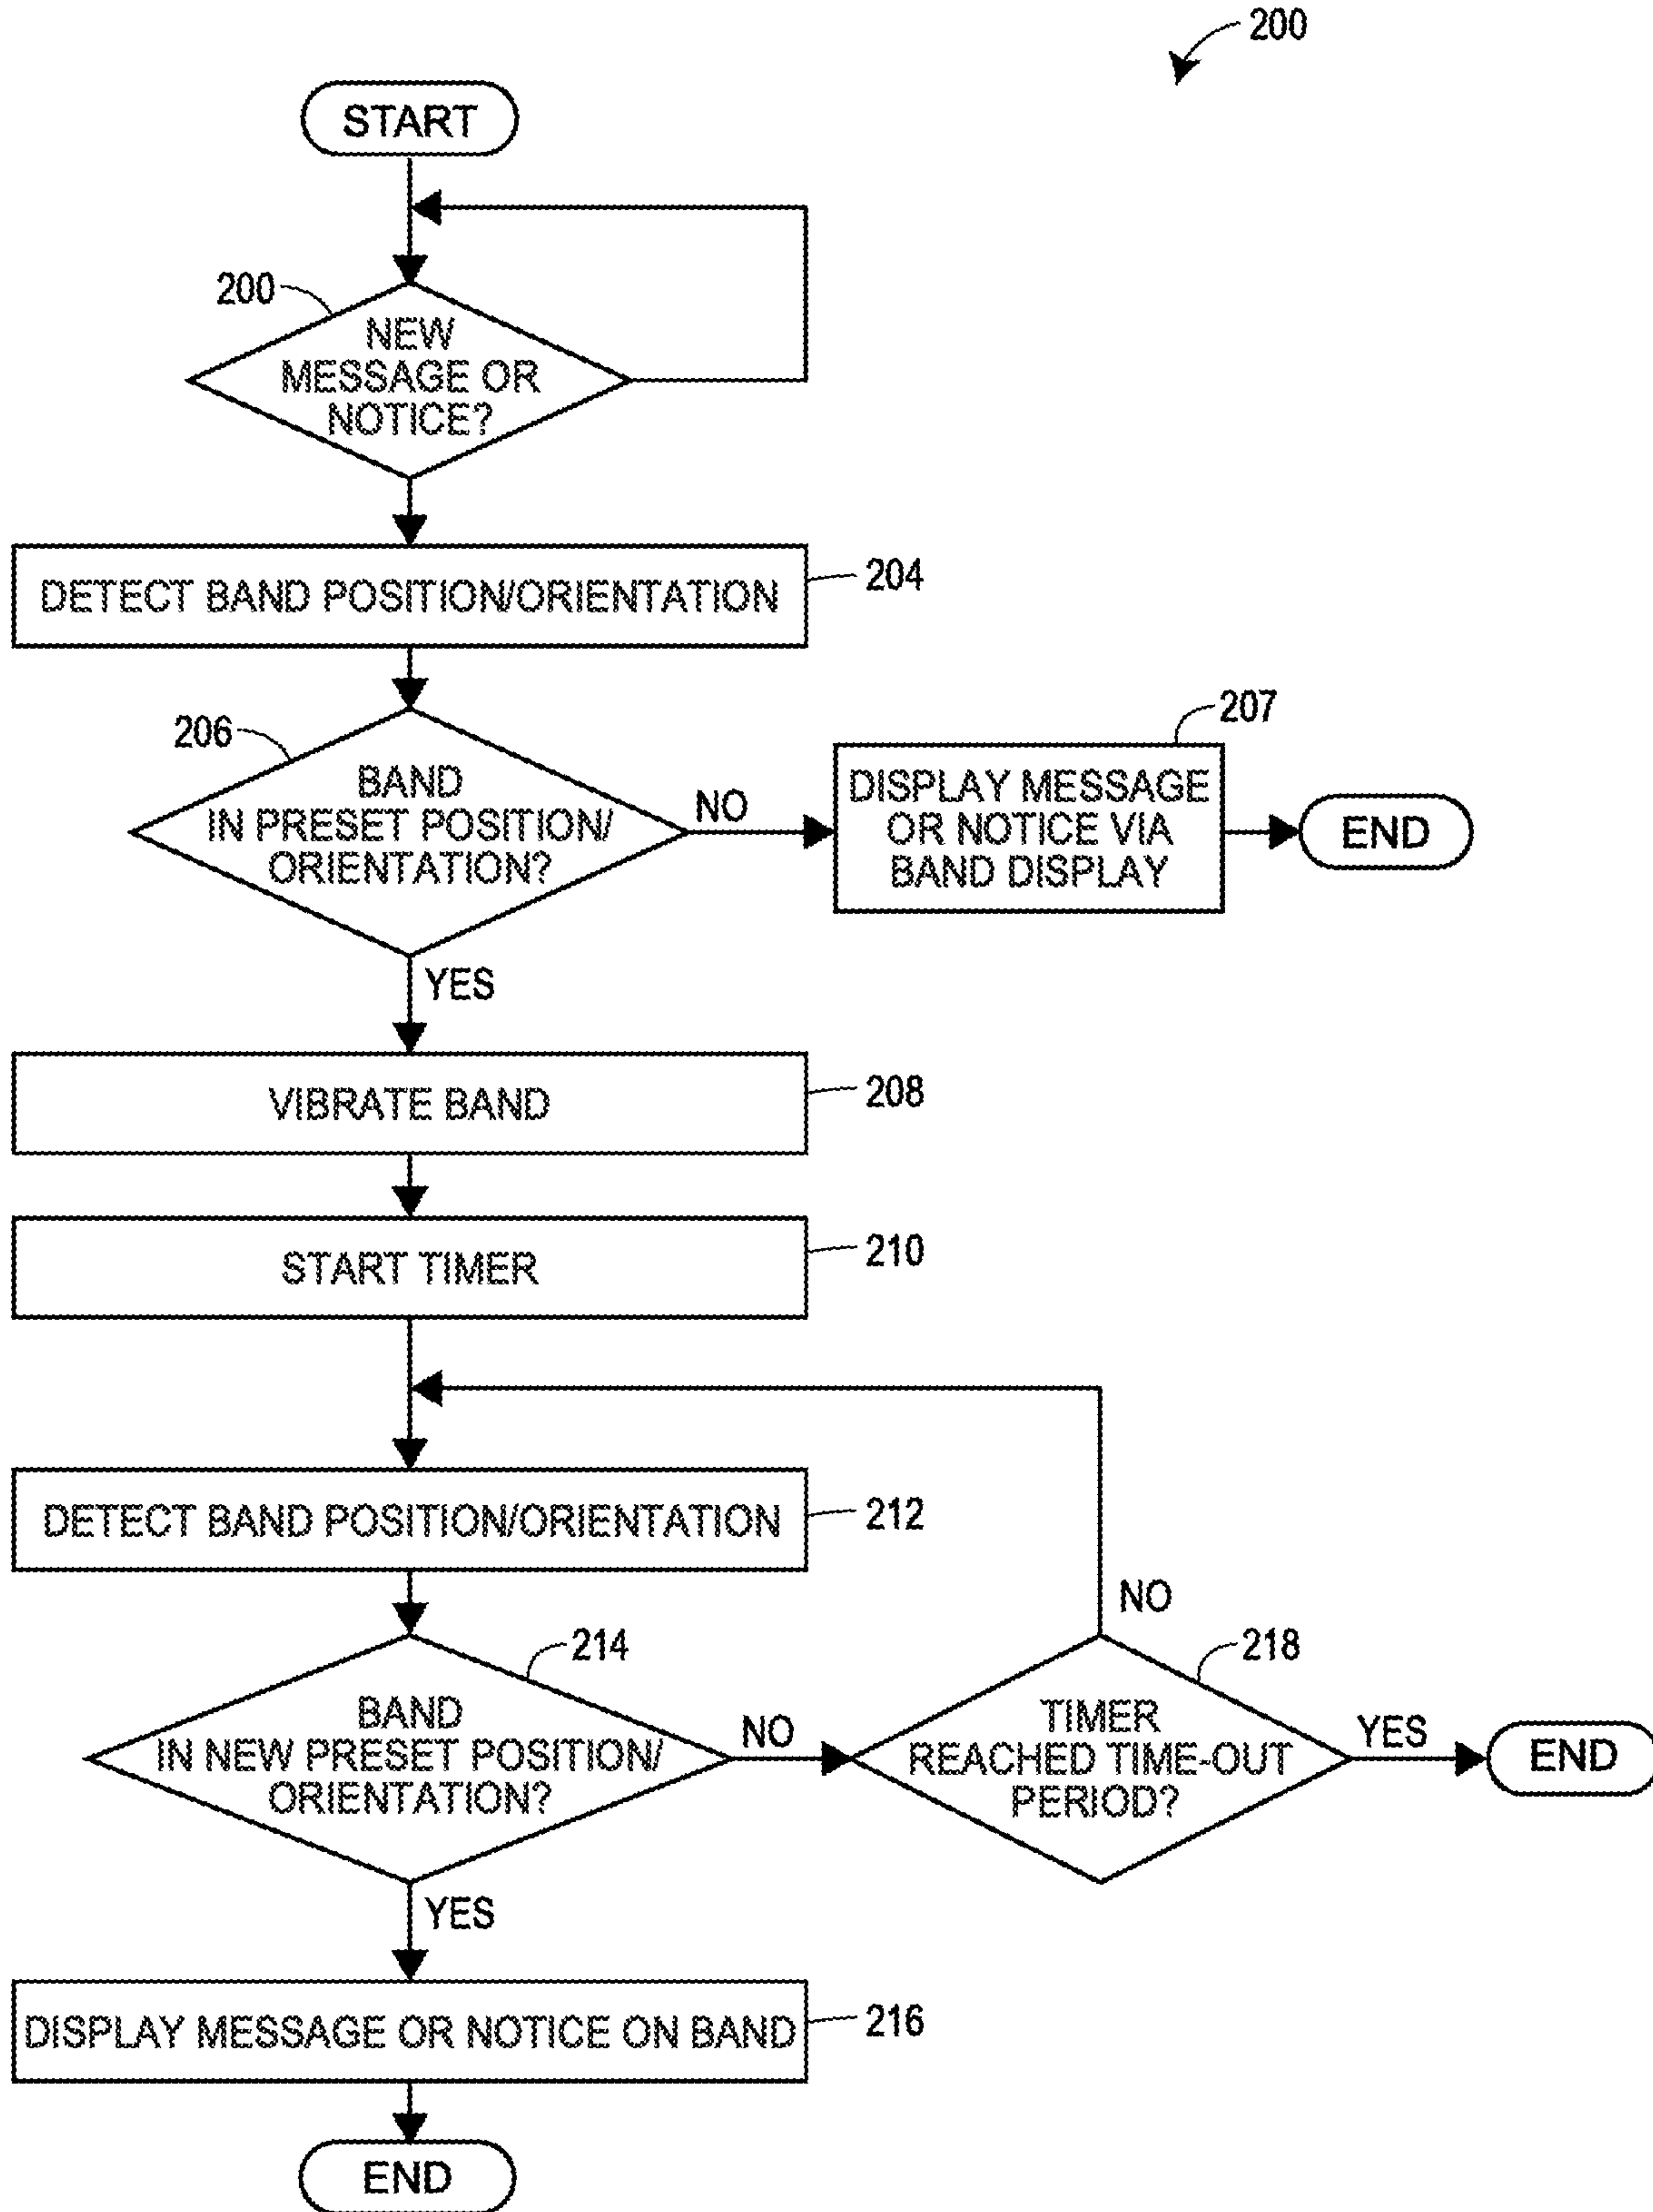 200
START
200
NEW
MESSAGE OR
NOTICE?
DETECT BAND POSITION/ORIENTATION
204
206
BAND
IN PRESET POSITION/
ORIENTATION?
NO
207
DISPLAY MESSAGE
OR NOTICE VIA
BAND DISPLAY
END
YES
VIBRATE BAND
208
START TIMER
210
DETECT BAND POSITION/ORIENTATION
212
214
BAND
IN NEW PRESET POSITION/
ORIENTATION?
NO
NO
218
TIMER
REACHED TIME-OUT
PERIOD?
YES
END
YES
DISPLAY MESSAGE OR NOTICE ON BAND
216
END